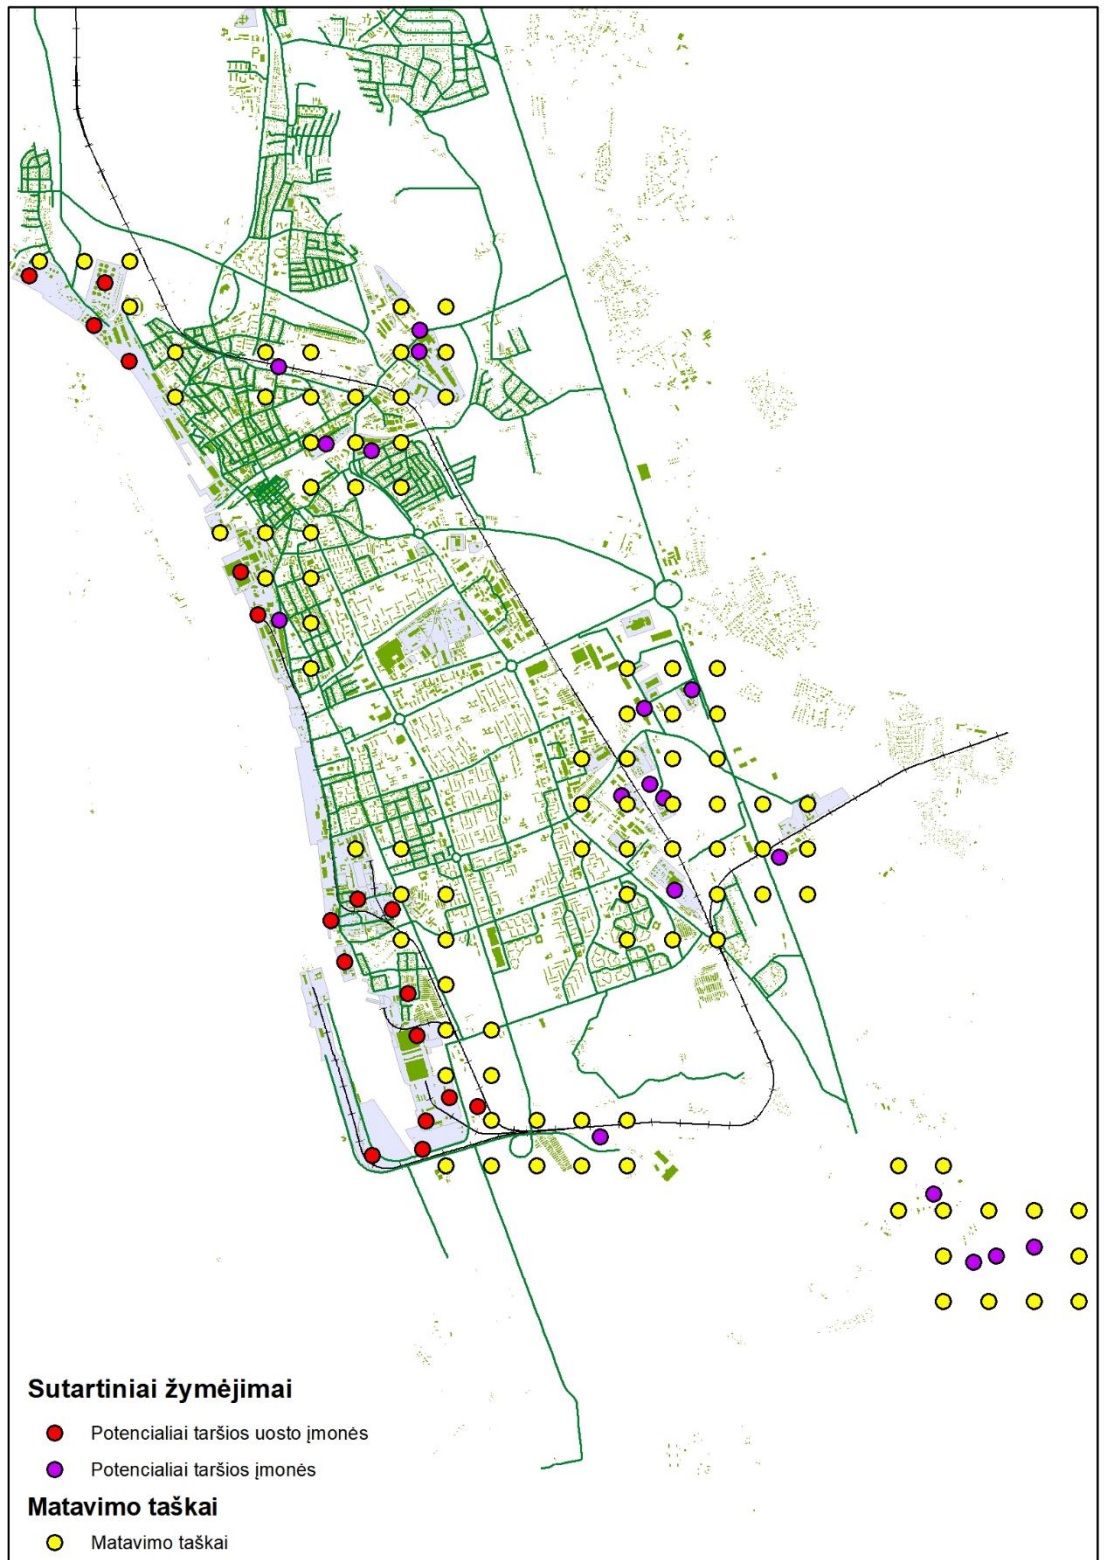 Sutartiniai žymėjimai
Potencialiai taršios uosto įmonės
Potencialiai taršios įmonės
Matavimo taškai
Matavimo taškai